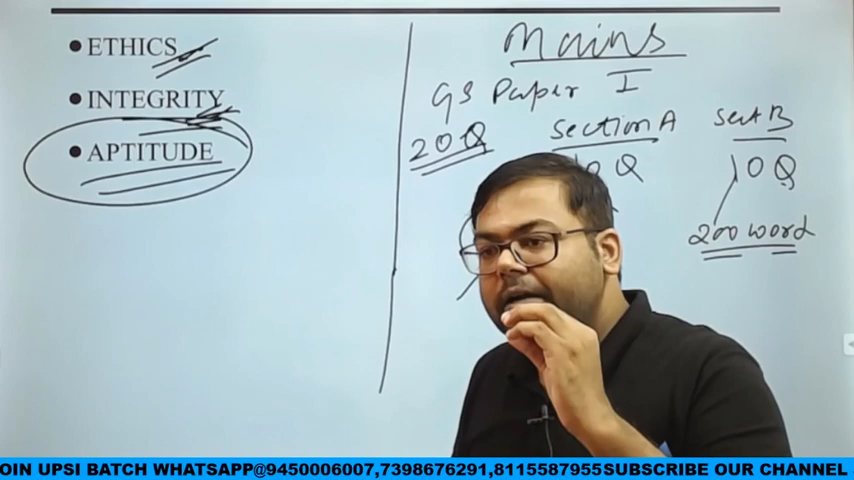 • ETHICS
• INTEGRITY
• APTITUDE
Mains
GS Paper I
20Q
Section A
Q
Sect B
10Q
200 word
OIN UPSI BATCH WHATSAPP@9450006007,7398676291,8115587955SUBSCRIBE OUR CHANNEL